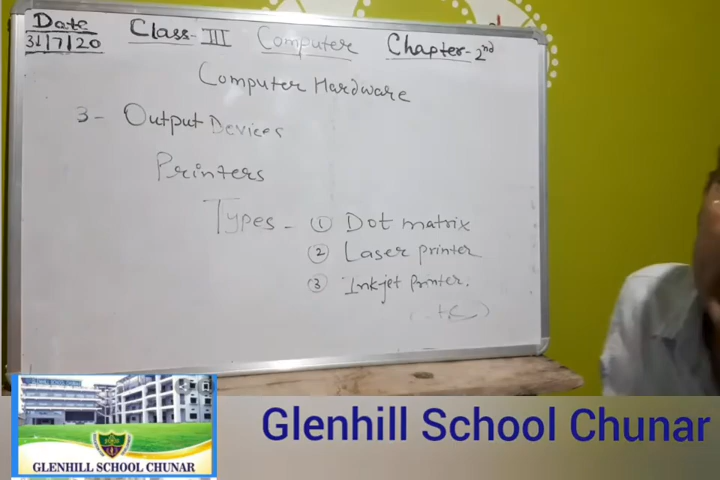 Date Class-III Computer Chapter-2nd
31/7/20
Computer Hardware
3- Output Devices
Printers
Types - ① Dot matrix
② Laser printer
③ Inkjet Printer.
GLENHILL SCHOOL CHUNAR
Glenhill School Chunar